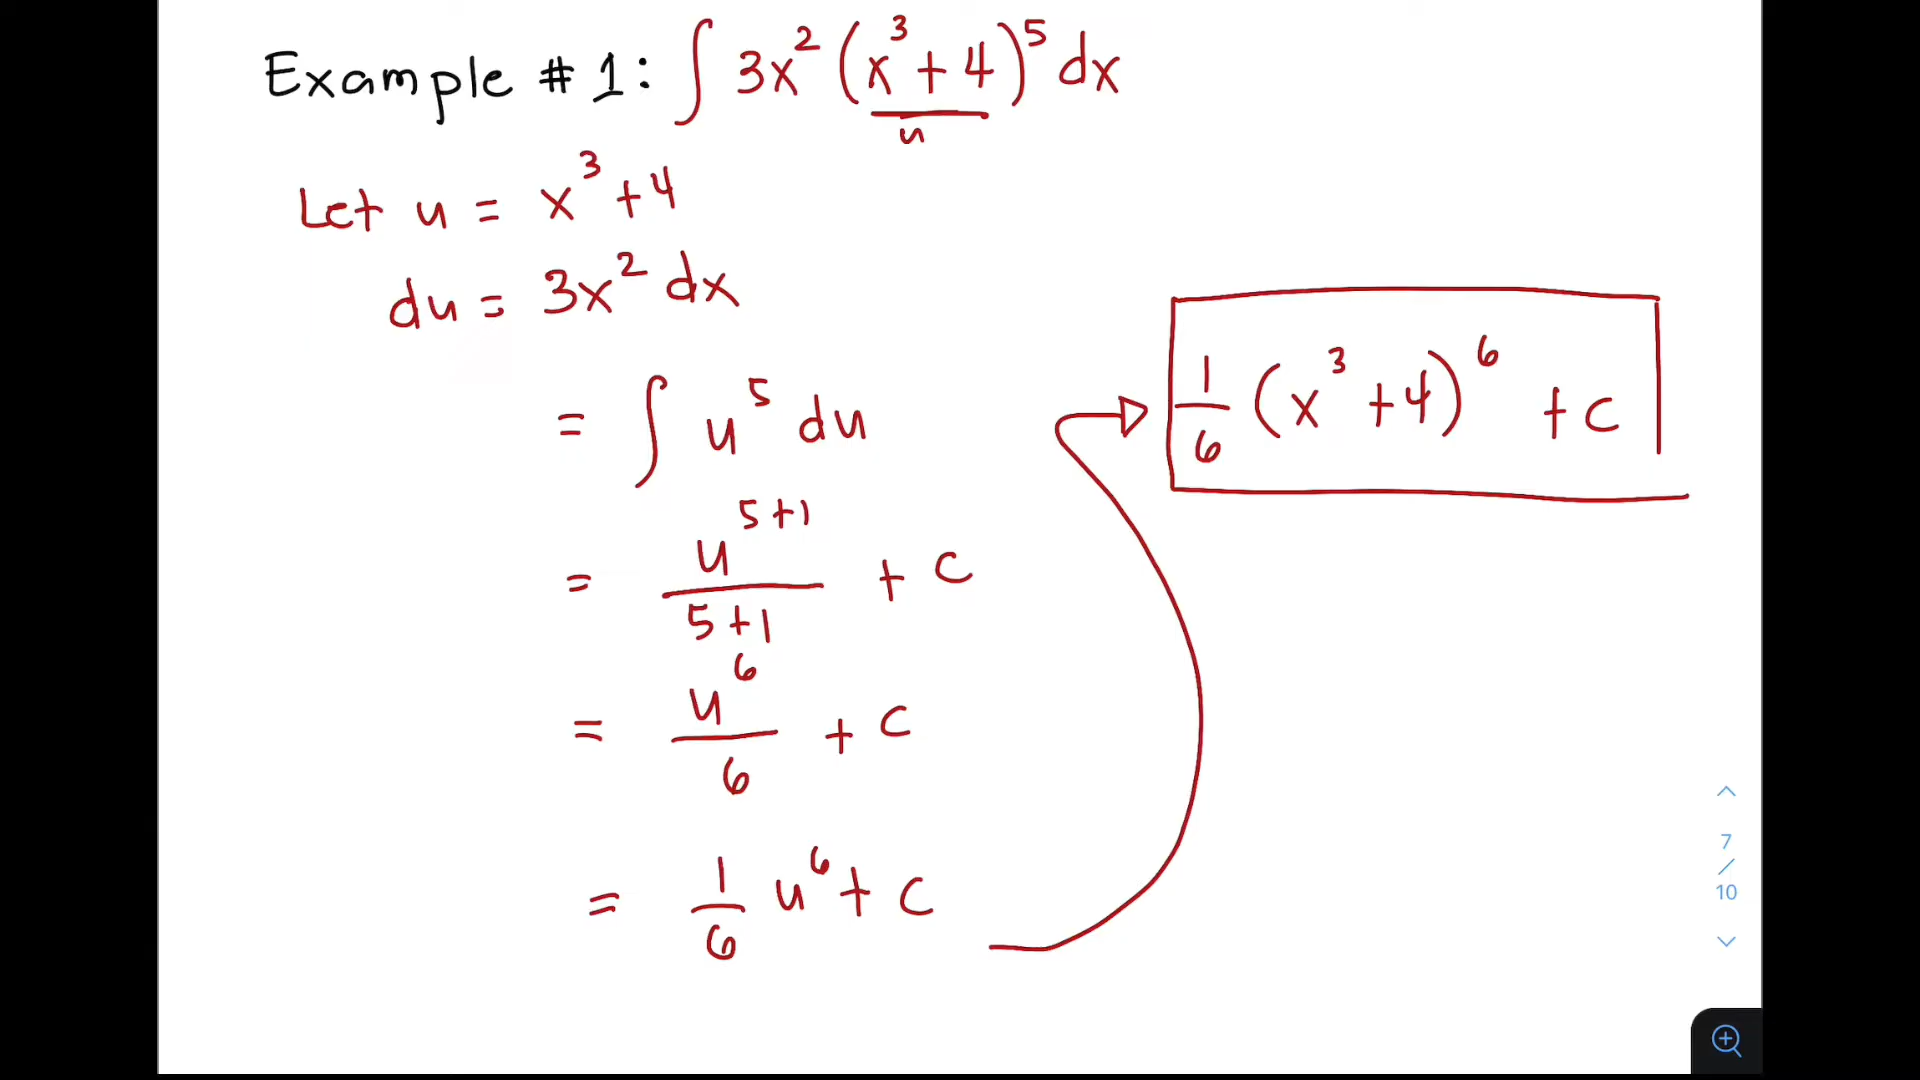 Example #1: ∫ 3x² (x³ + 4)⁵ dx
u
Let u = x³ + 4
du = 3x² dx
= ∫ u⁵ du
= u⁵⁺¹/5+1 + c
= u⁶/6 + c
= 1/6 u⁶ + c
1/6 (x³ + 4)⁶ + c
7
/
10